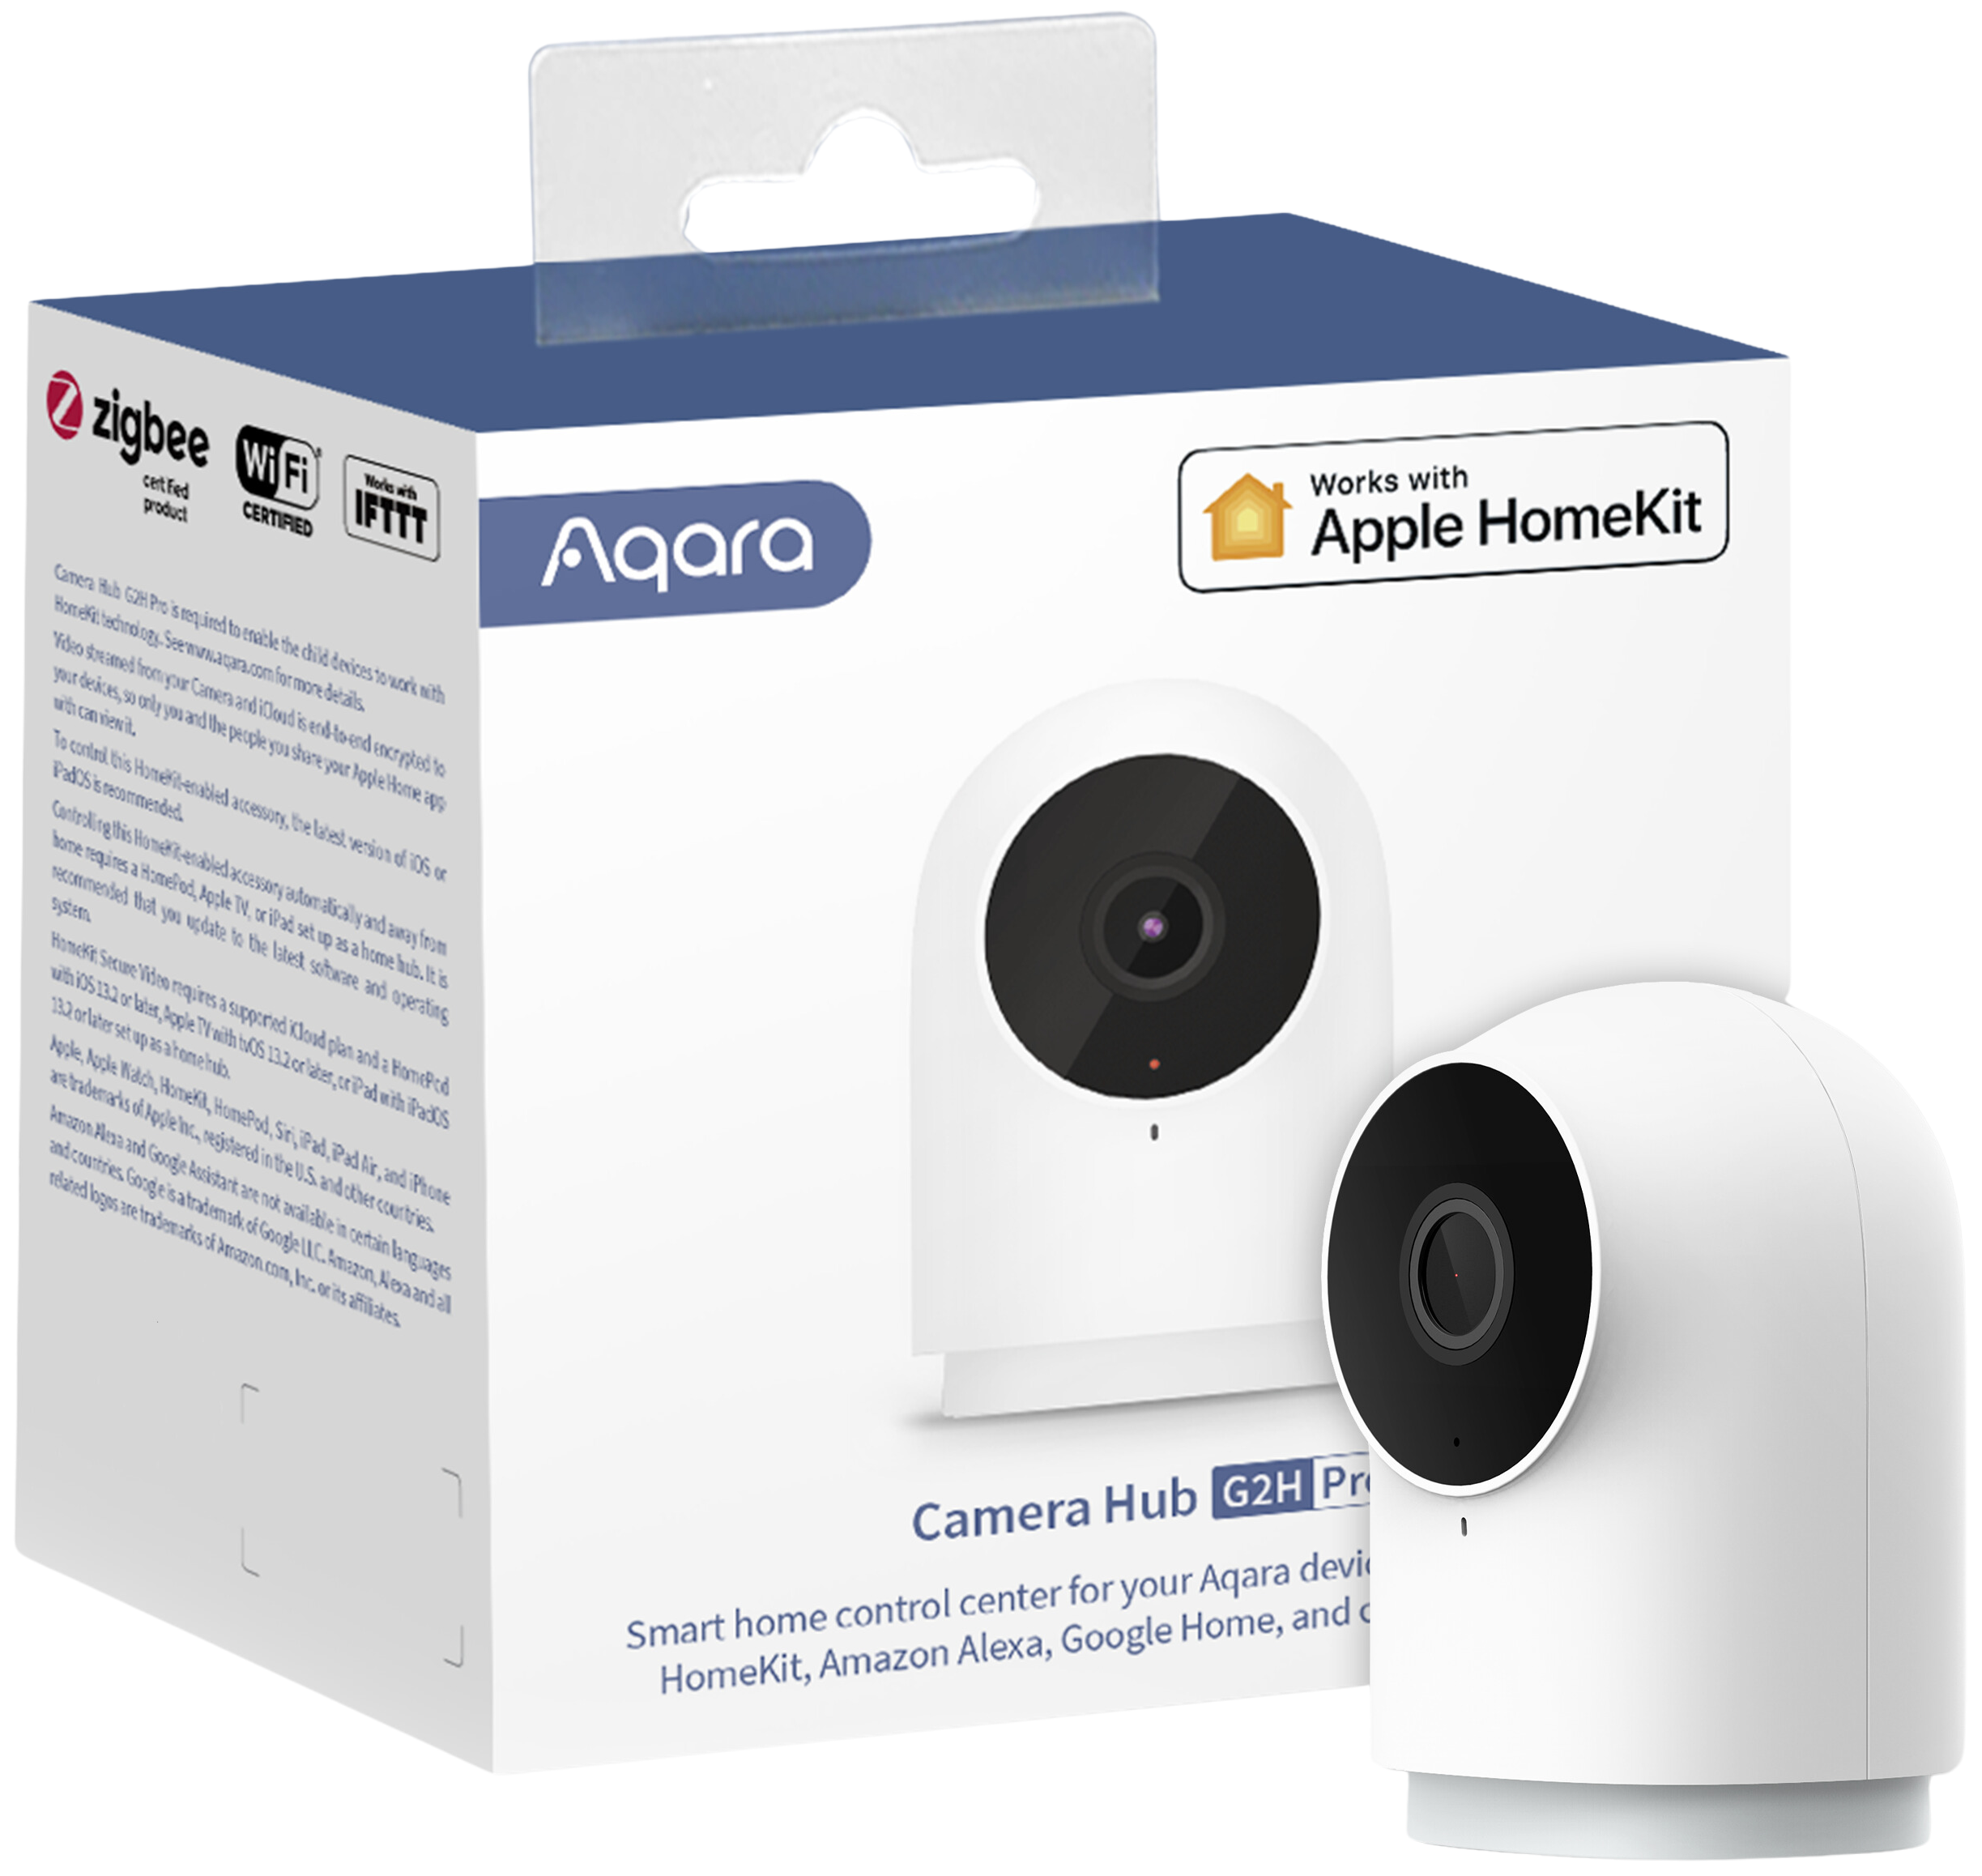 zigbee
cert fied
product
Wi Fi
CERTIFIED
Works with
IFTTT
Camera Hub G2H Pro is required to enable the child devices to work with
HomeKit technology. See www.aqara.com for more details.
Video streamed from your Camera and iCloud is end-to-end encrypted to
your devices, so only you and the people you share your Apple Home app
with can view it.
To control this HomeKit-enabled accessory, the latest version of iOS or
iPadOS is recommended.
Controlling this HomeKit-enabled accessory automatically and away from
home requires a HomePod, Apple TV, or iPad set up as a home hub. It is
recommended that you update to the latest software and operating
system.
HomeKit Secure Video requires a supported iCloud plan and a HomePod
with iOS 13.2 or later, Apple TV with tvOS 13.2 or later, or iPad with iPadOS
13.2 or later set up as a home hub.
Apple, Apple Watch, HomeKit, HomePod, Siri, iPad, iPad Air, and iPhone
are trademarks of Apple Inc., registered in the U.S. and other countries.
Amazon Alexa and Google Assistant are not available in certain languages
and countries. Google is a trademark of Google LLC. Amazon, Alexa and all
related logos are trademarks of Amazon.com, Inc. or its affiliates.
Aqara
Works with
Apple HomeKit
Camera Hub G2H Pro
Smart home control center for your Aqara devic
HomeKit, Amazon Alexa, Google Home, and